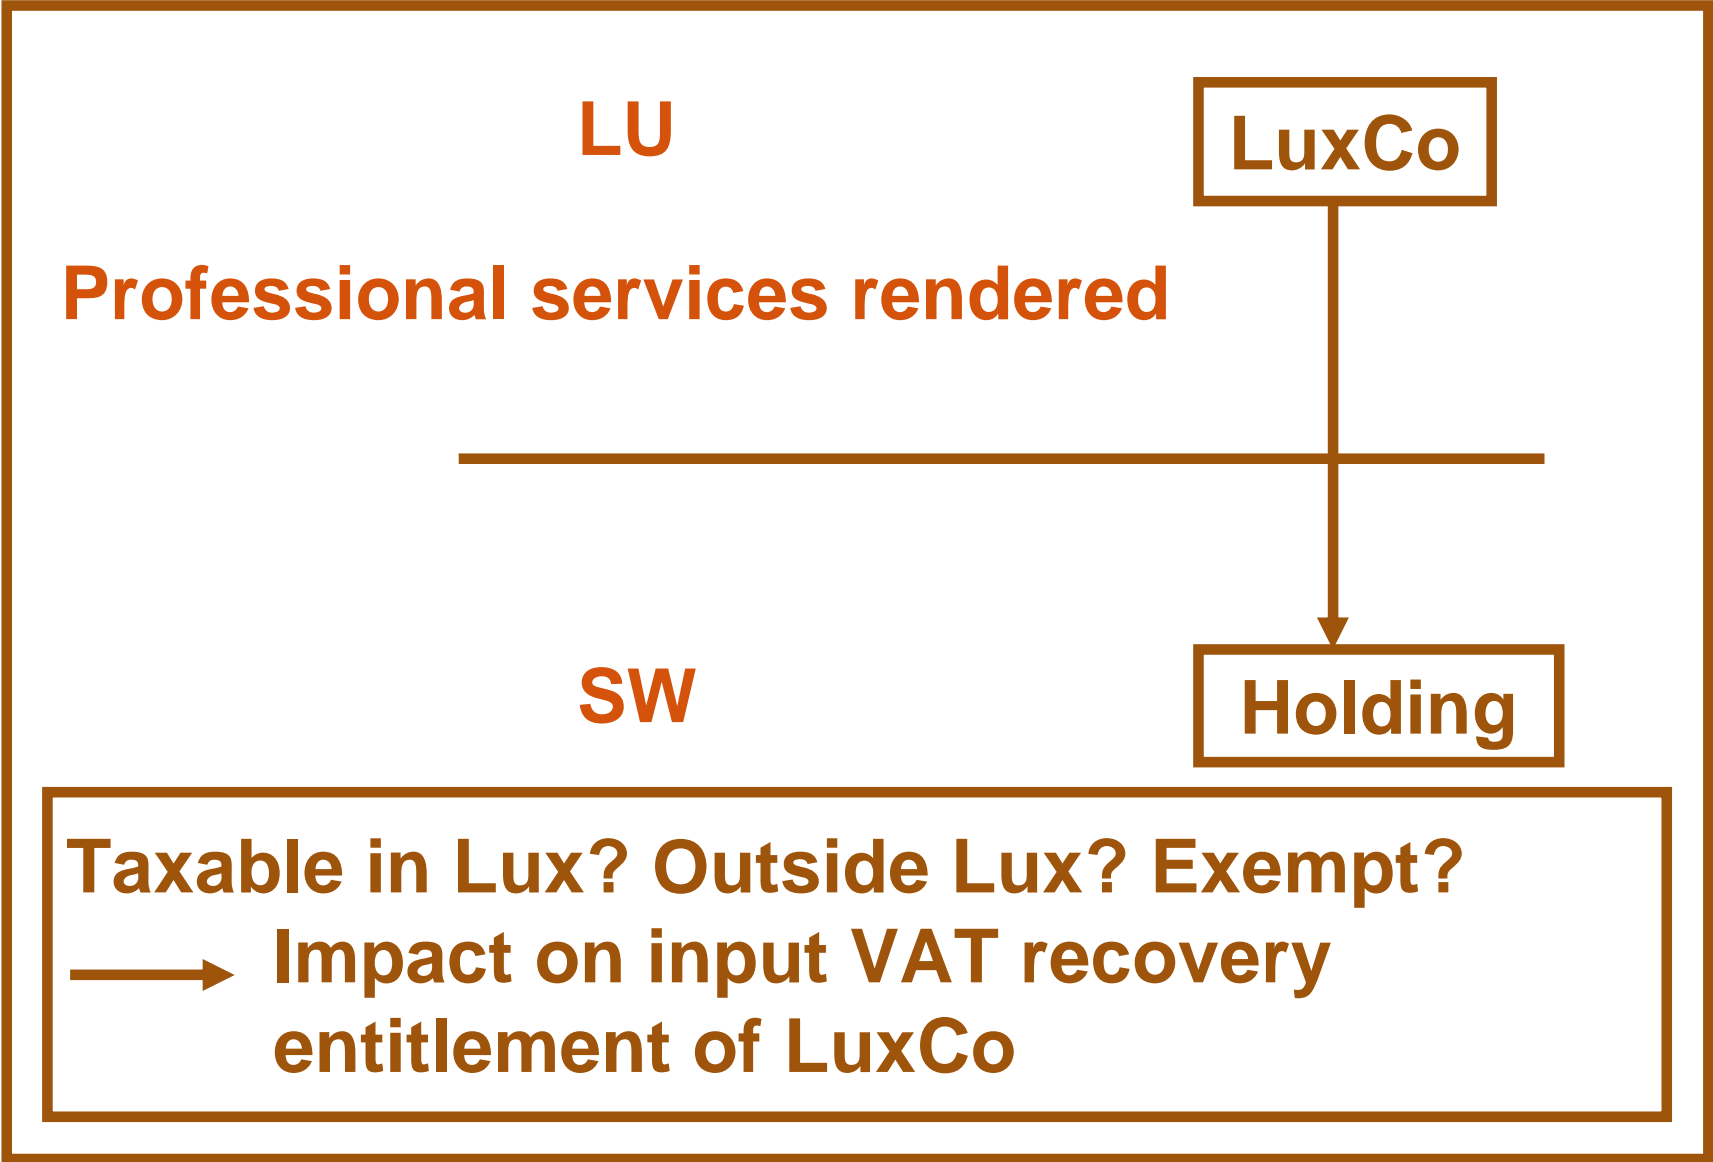 LU
LuxCo
Professional services rendered
SW
Holding
Taxable in Lux? Outside Lux? Exempt?
Impact on input VAT recovery
entitlement of LuxCo